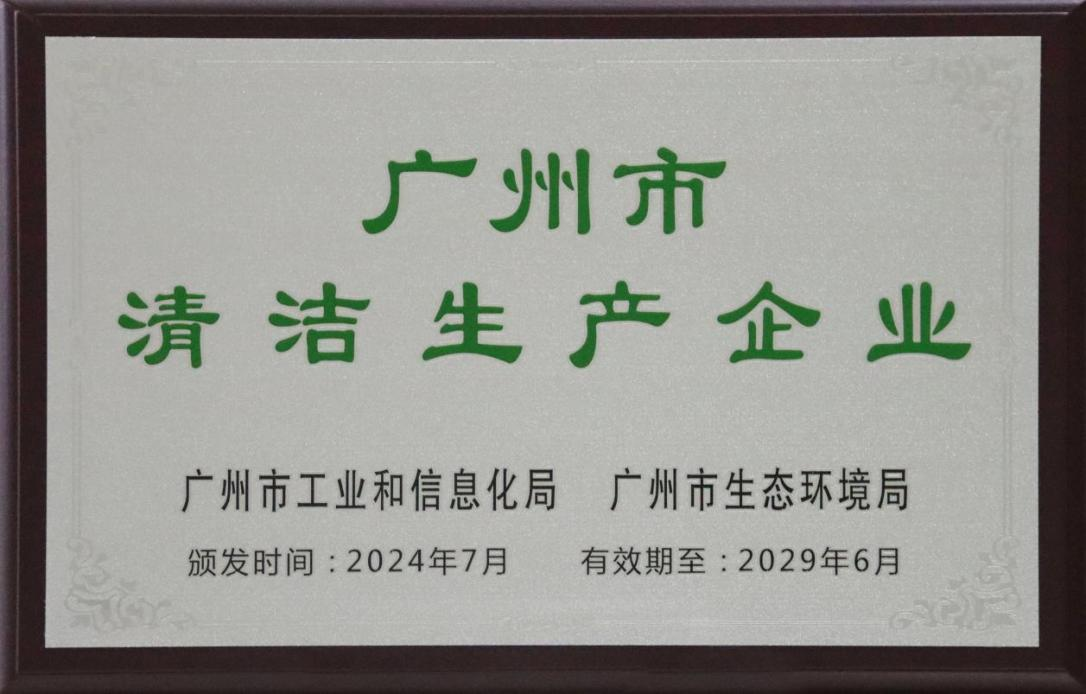 广州市
清洁生产企业
广州市工业和信息化局 广州市生态环境局
颁发时间：2024年7月 有效期至：2029年6月